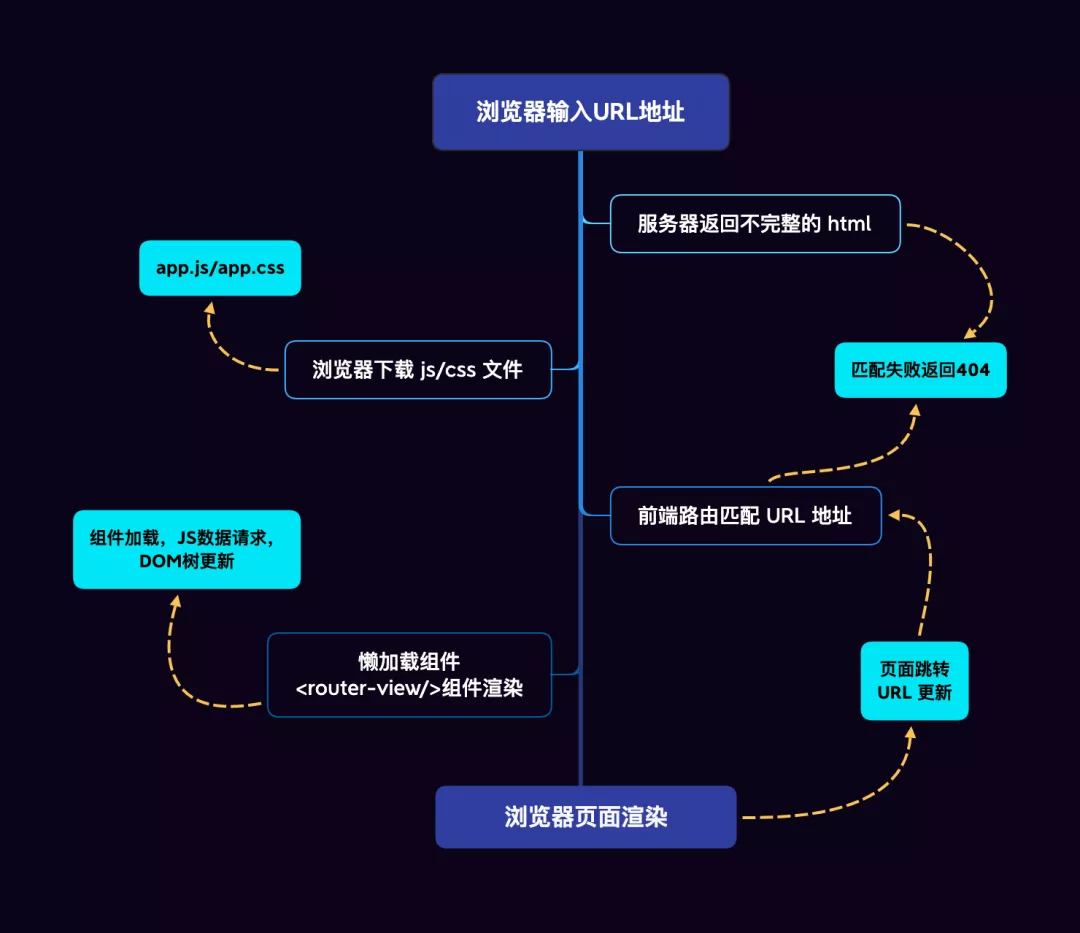 浏览器输入URL地址
服务器返回不完整的 html
app.js/app.css
浏览器下载 js/css 文件
匹配失败返回404
前端路由匹配 URL 地址
组件加载，JS数据请求，
DOM树更新
懒加载组件
<router-view/>组件渲染
页面跳转
URL 更新
浏览器页面渲染